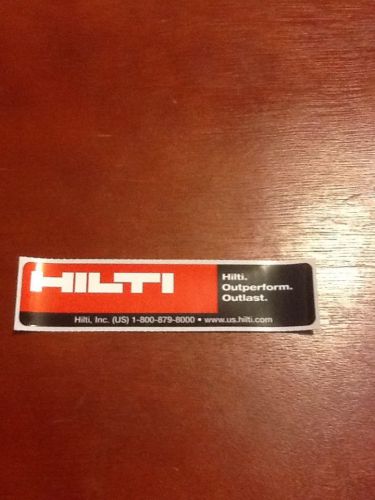 HILTI
Hilti.
Outperform.
Outlast.
Hilti, Inc. (US) 1-800-879-8000 • www.us.hilti.com